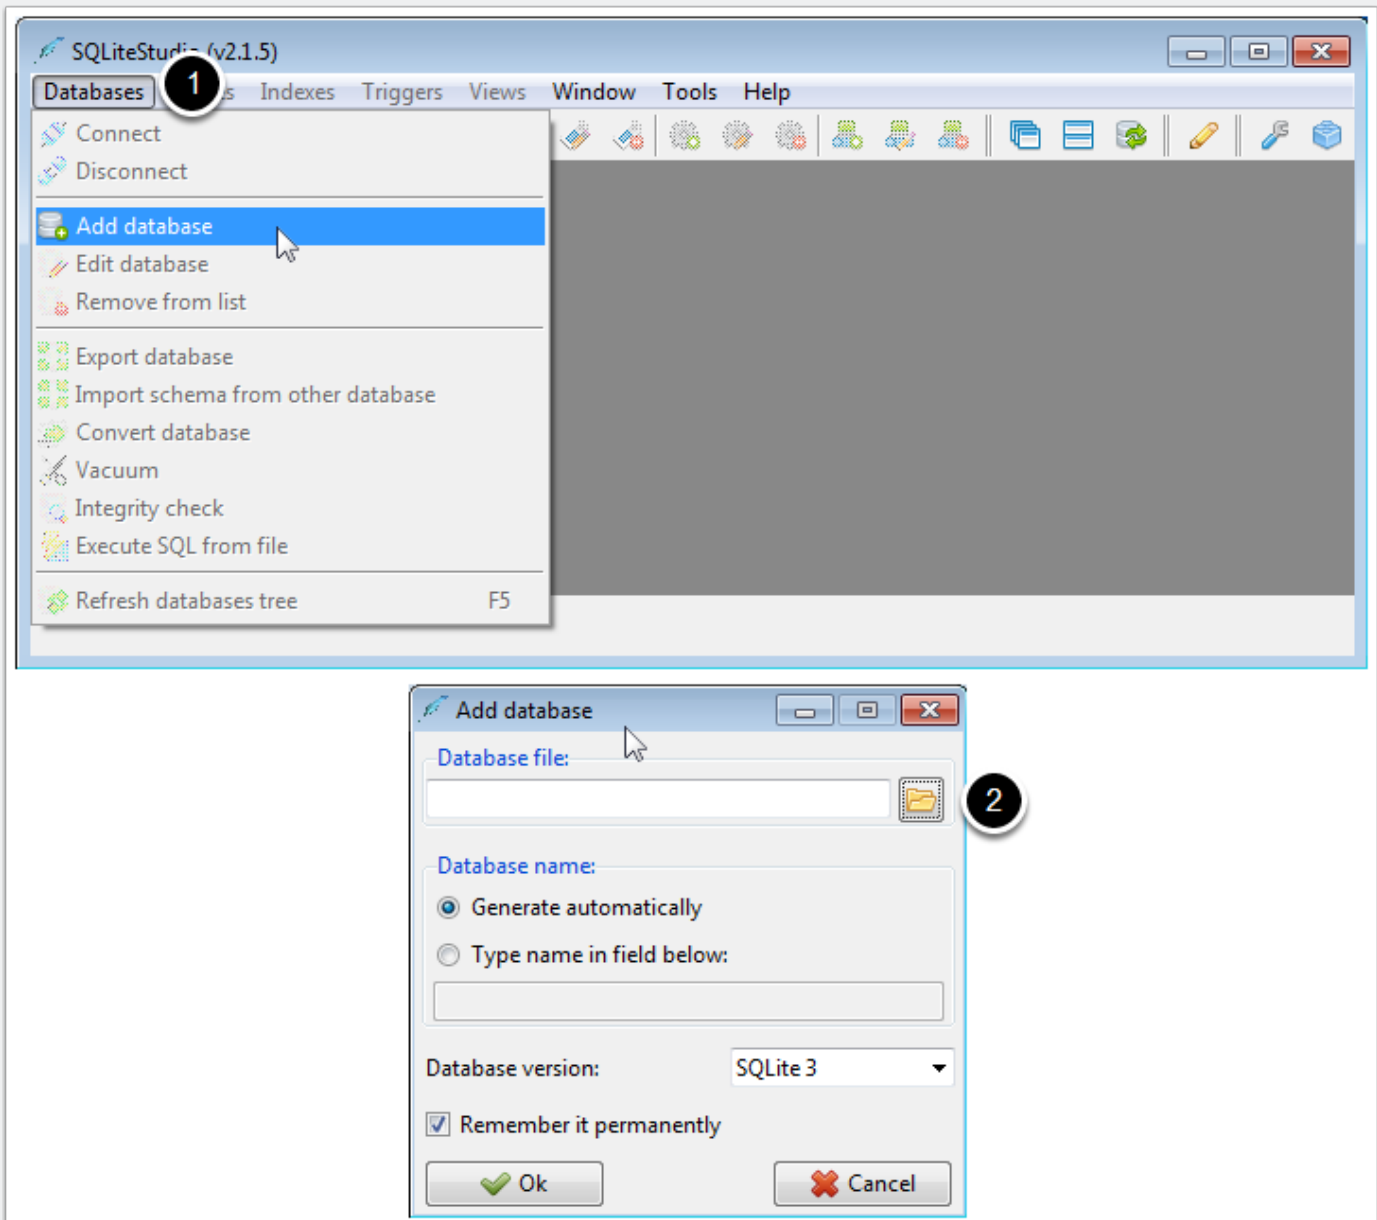 SQLiteStudio (v2.1.5)
Databases 1 s Indexes Triggers Views Window Tools Help
Connect
Disconnect
Add database
Edit database
Remove from list
Export database
Import schema from other database
Convert database
Vacuum
Integrity check
Execute SQL from file
Refresh databases tree F5
Add database
Database file:
2
Database name:
Generate automatically
Type name in field below:
Database version: SQLite 3
Remember it permanently
Ok Cancel